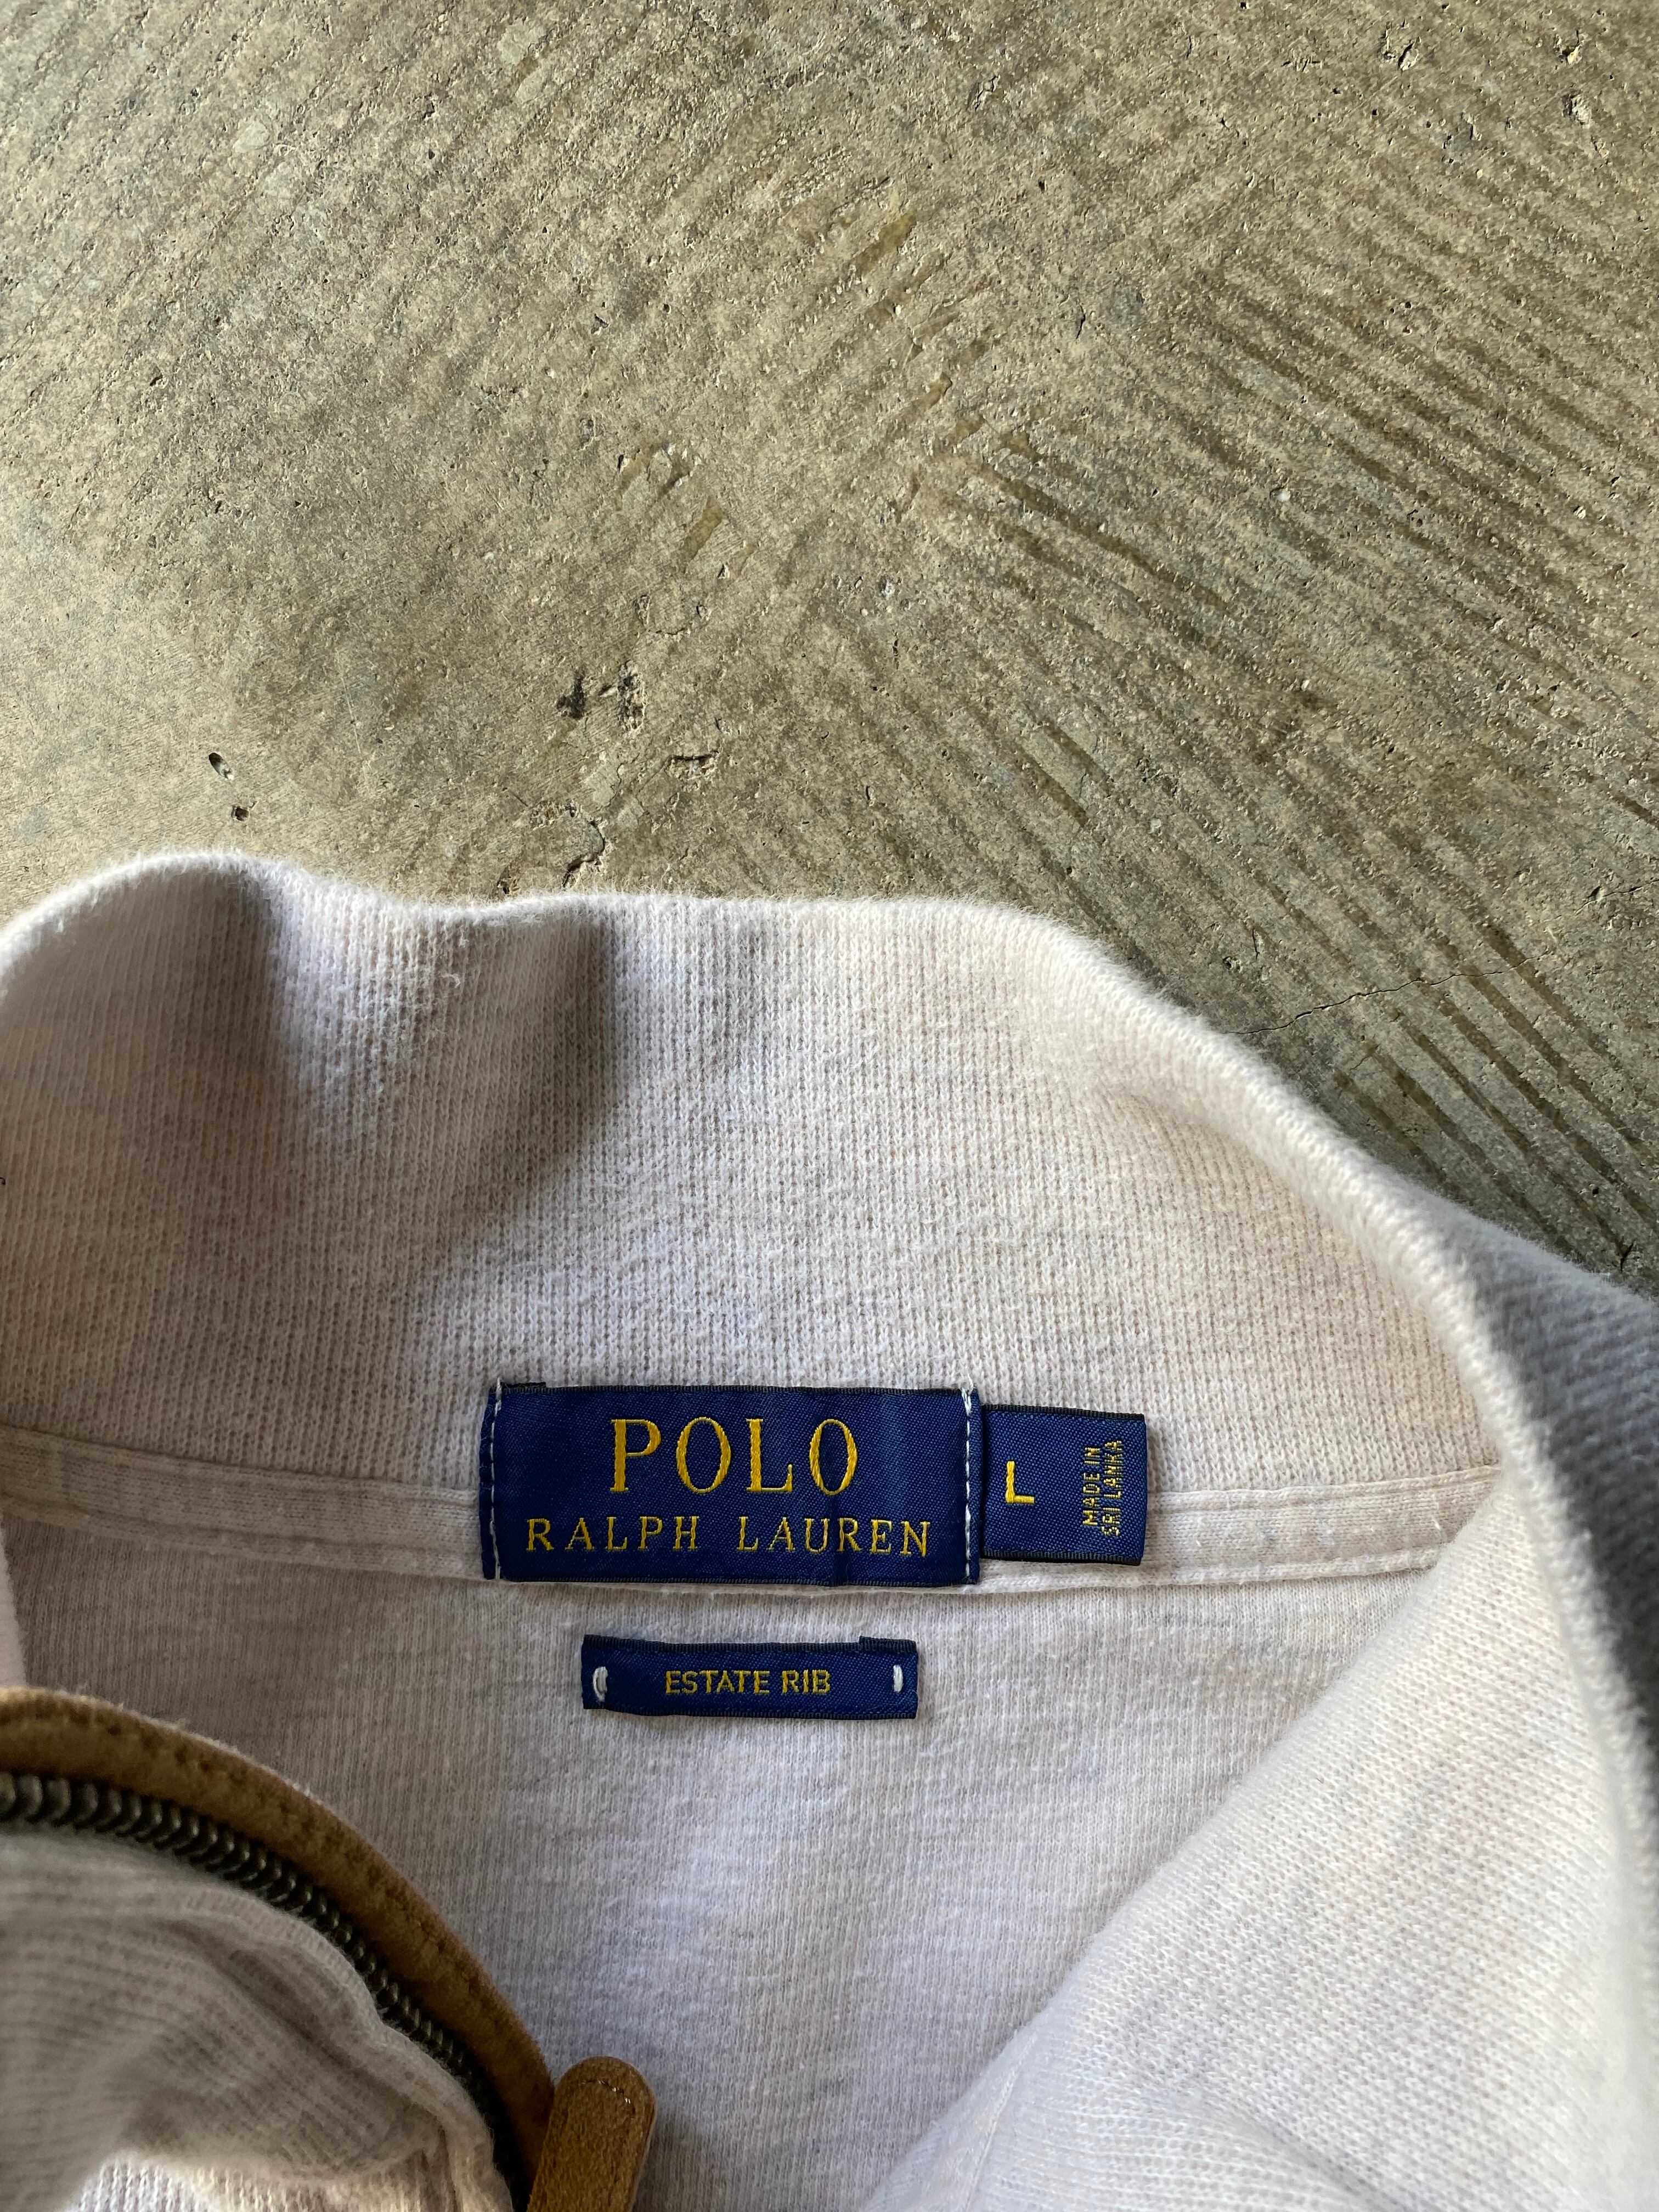 POLO
RALPH LAUREN
L
MADE IN
SRI LANKA
ESTATE RIB